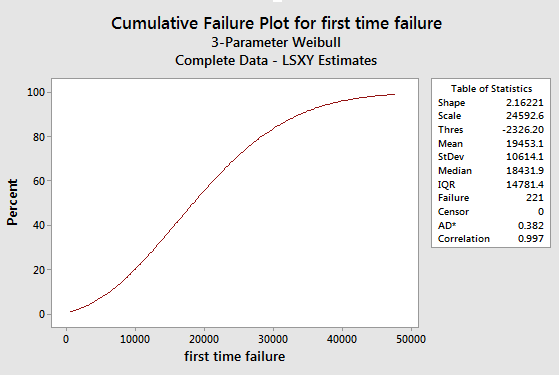 Cumulative Failure Plot for first time failure
3-Parameter Weibull
Complete Data - LSXY Estimates
Table of Statistics
Shape 2.16221
Scale 24592.6
Thres -2326.20
Mean 19453.1
StDev 10614.1
Median 18431.9
IQR 14781.4
Failure 221
Censor 0
AD* 0.382
Correlation 0.997
Percent
100
80
60
40
20
0
0 10000 20000 30000 40000 50000
first time failure